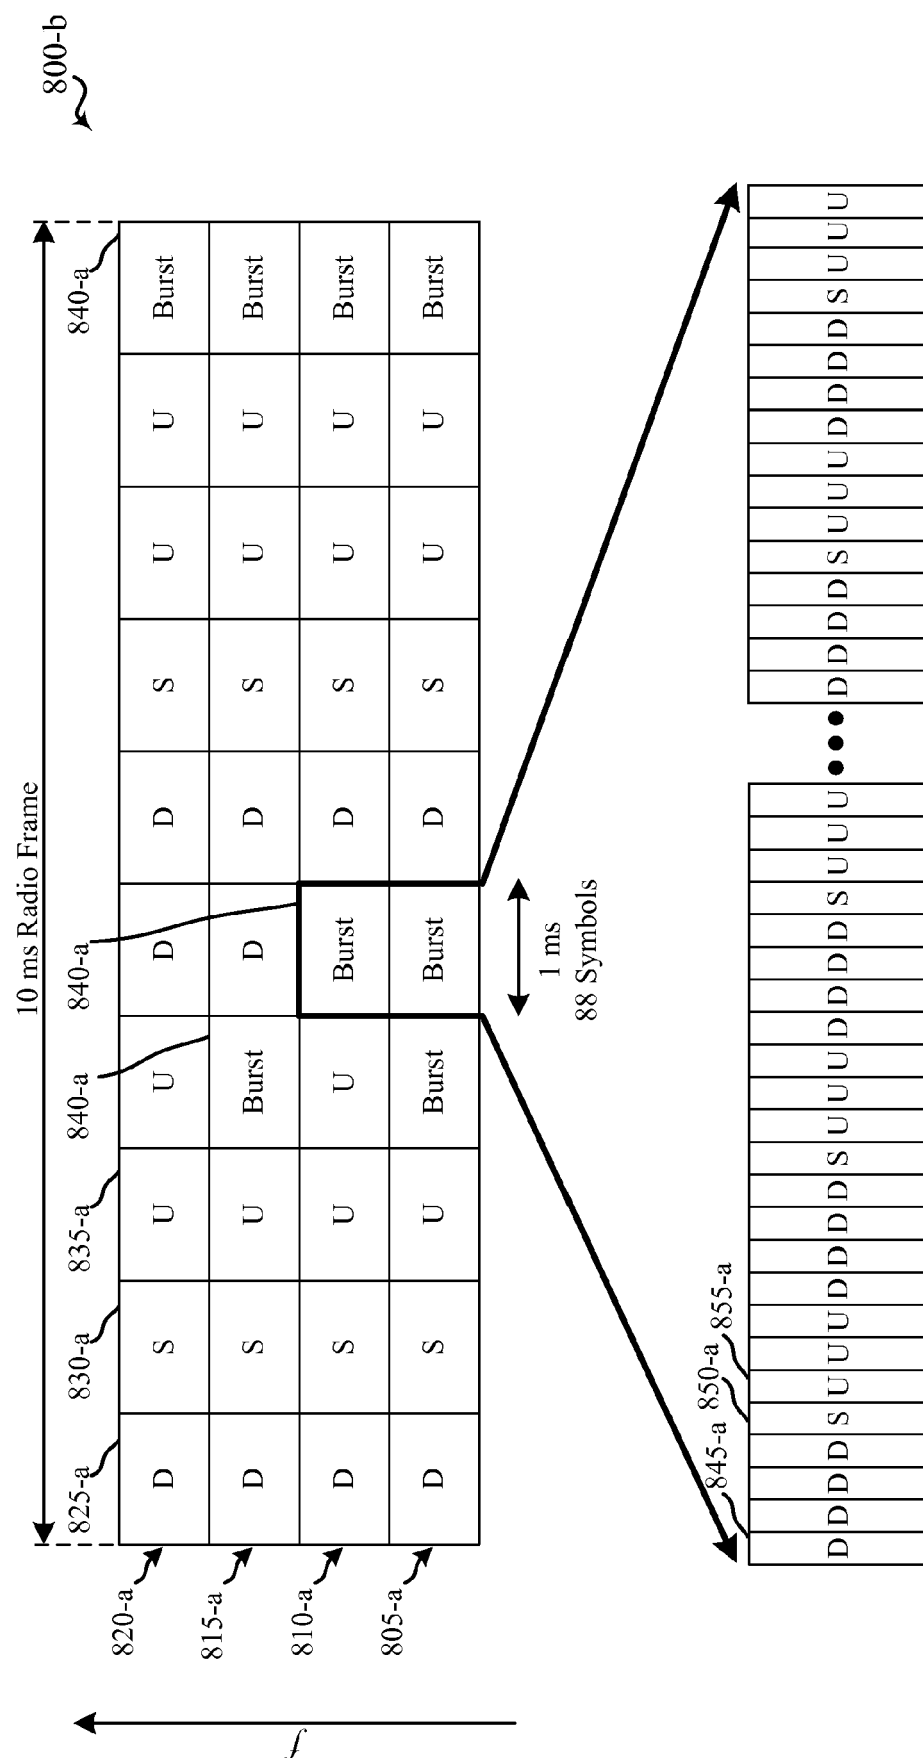 800-b
10 ms Radio Frame
825-a 830-a 835-a 840-a 840-a 840-a
820-a D S U U D D S U U Burst
815-a D S U Burst D D S U U Burst
810-a D S U U Burst D S U U Burst
805-a D S U Burst Burst D S U U Burst
f
1 ms
88 Symbols
845-a 850-a 855-a
D D D D S U U U D D D D S U U U D D D D S U U U ••• D D D D S U U U D D D D S U U U